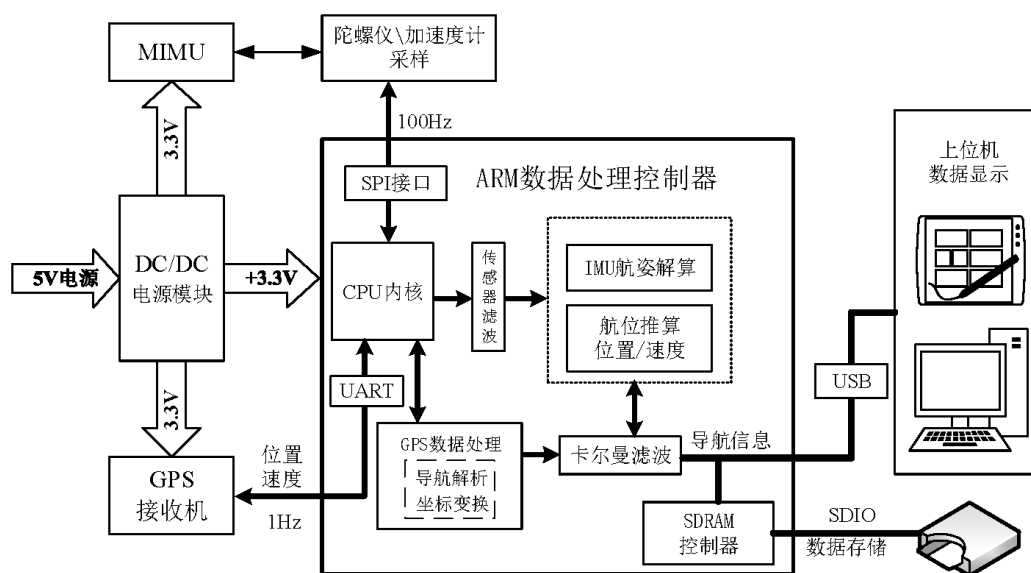 MIMU
陀螺仪\加速度计
采样
3.3V
100Hz
SPI接口
ARM数据处理控制器
上位机
数据显示
5V电源
DC/DC
电源模块
+3.3V
CPU内核
传感器滤波
IMU航姿解算
航位推算
位置/速度
3.3V
UART
USB
GPS
接收机
位置
速度
1Hz
GPS数据处理
导航解析
坐标变换
卡尔曼滤波
导航信息
SDRAM
控制器
SDIO
数据存储